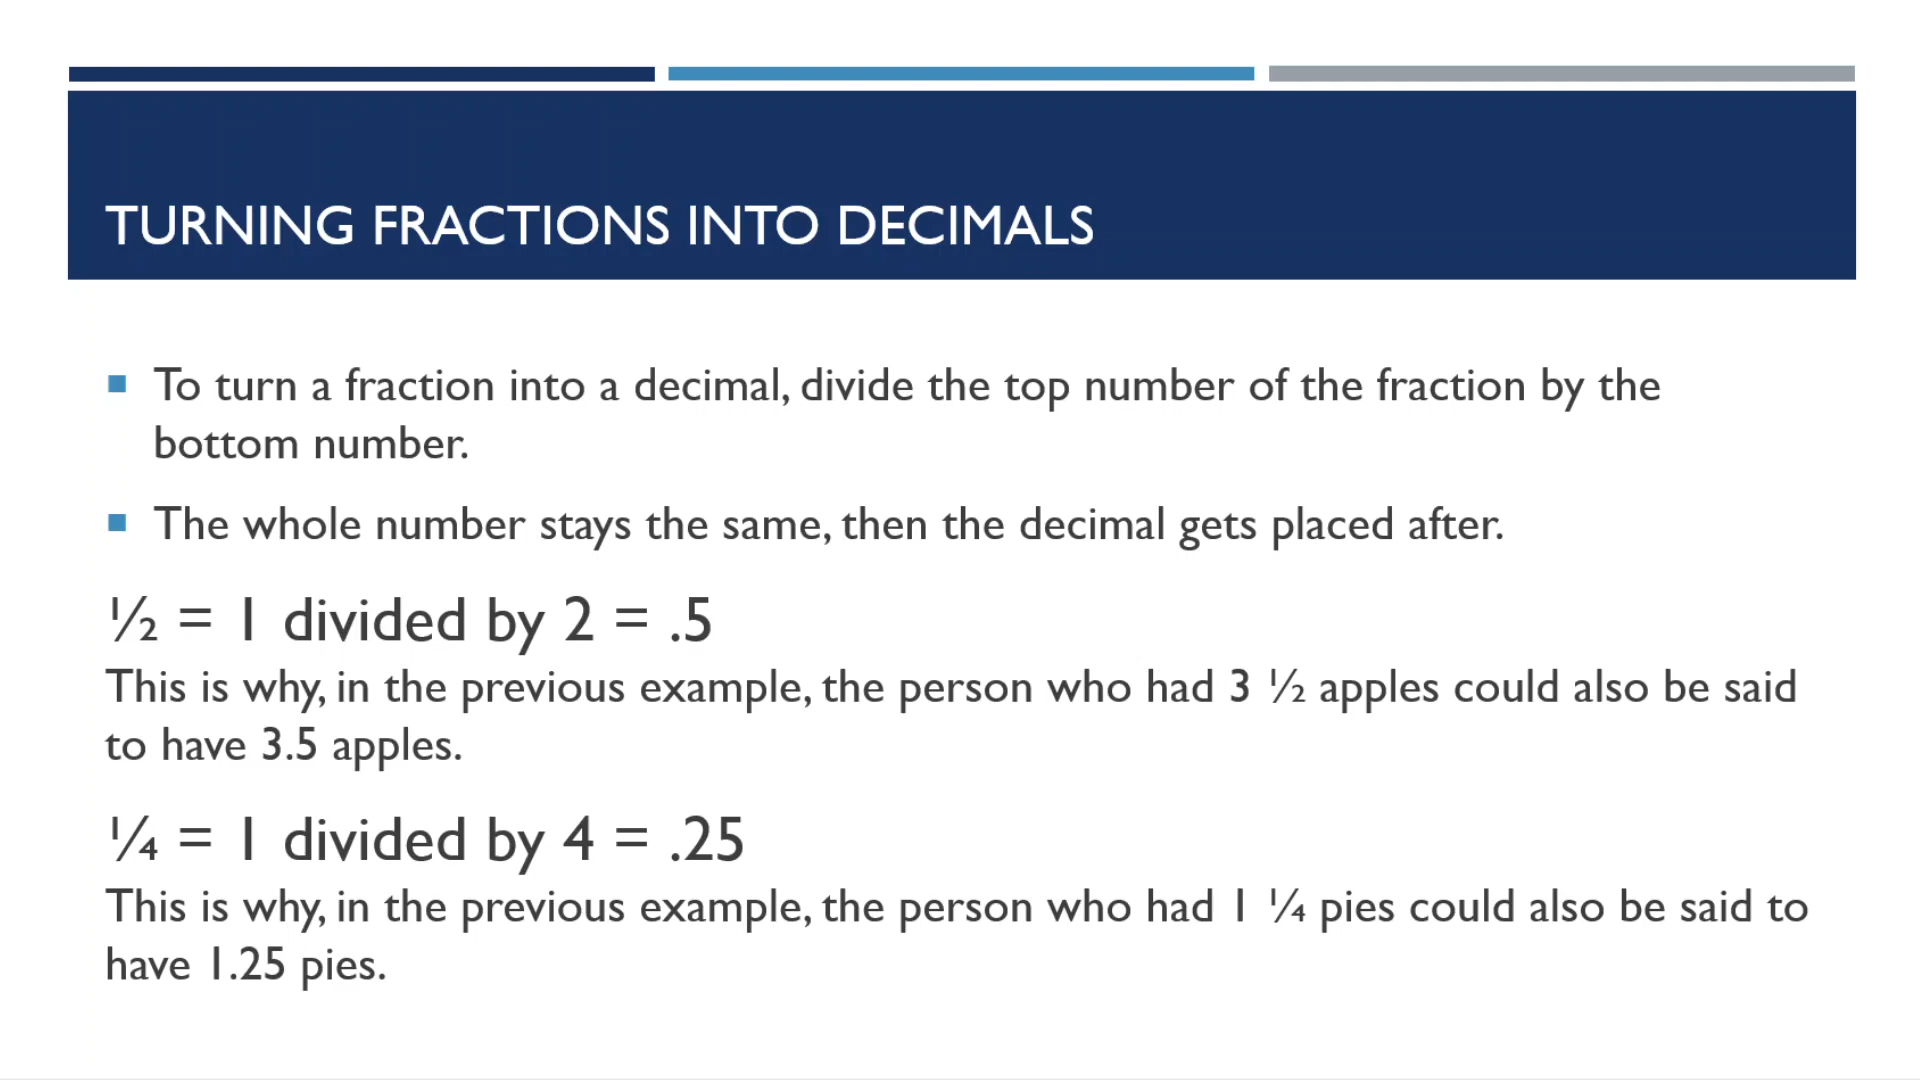 TURNING FRACTIONS INTO DECIMALS
▪ To turn a fraction into a decimal, divide the top number of the fraction by the
bottom number.
▪ The whole number stays the same, then the decimal gets placed after.
½ = 1 divided by 2 = .5
This is why, in the previous example, the person who had 3 ½ apples could also be said
to have 3.5 apples.
¼ = 1 divided by 4 = .25
This is why, in the previous example, the person who had 1 ¼ pies could also be said to
have 1.25 pies.